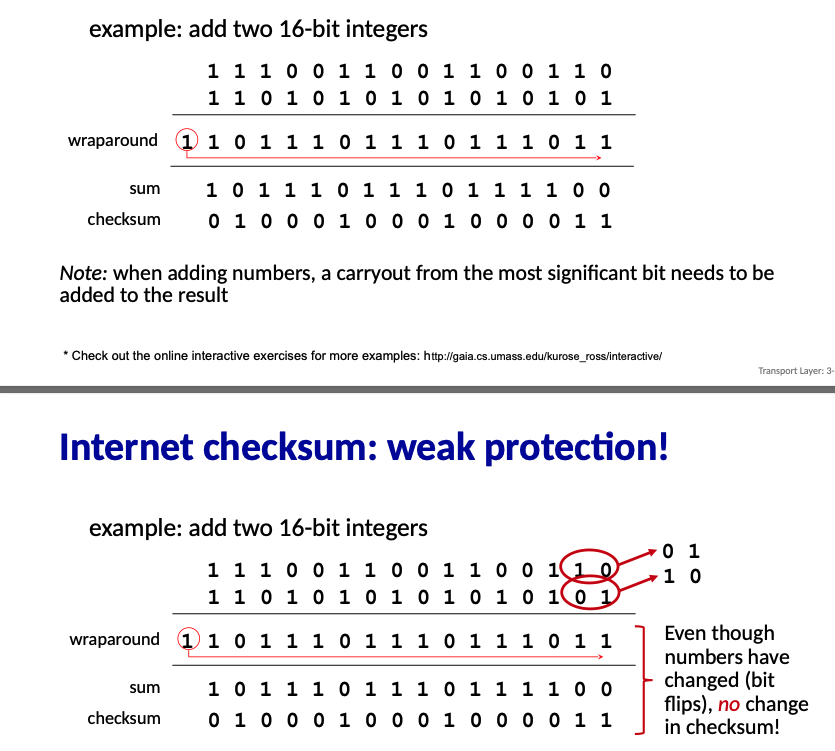 example: add two 16-bit integers
1 1 1 0 0 1 1 0 0 1 1 0 0 1 1 0
1 1 0 1 0 1 0 1 0 1 0 1 0 1 0 1
wraparound 1 1 0 1 1 1 0 1 1 1 0 1 1 1 0 1 1
sum 1 0 1 1 1 0 1 1 1 0 1 1 1 1 0 0
checksum 0 1 0 0 0 1 0 0 0 1 0 0 0 0 1 1
Note: when adding numbers, a carryout from the most significant bit needs to be
added to the result
* Check out the online interactive exercises for more examples: http://gaia.cs.umass.edu/kurose_ross/interactive/
Transport Layer: 3-
Internet checksum: weak protection!
example: add two 16-bit integers
0 1
1 1 1 0 0 1 1 0 0 1 1 0 0 1 1 0
1 0
1 1 0 1 0 1 0 1 0 1 0 1 0 1 0 1
wraparound 1 1 0 1 1 1 0 1 1 1 0 1 1 1 0 1 1
sum 1 0 1 1 1 0 1 1 1 0 1 1 1 1 0 0
checksum 0 1 0 0 0 1 0 0 0 1 0 0 0 0 1 1
Even though
numbers have
changed (bit
flips), no change
in checksum!